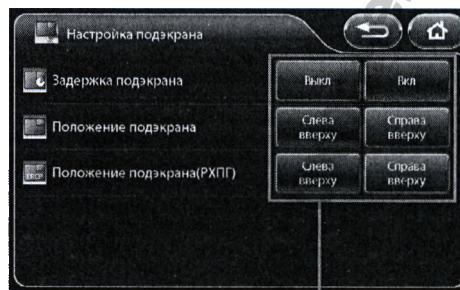 Настройка подэкрана
Задержка подэкрана
Выкл
Вкл
Положение подэкрана
Слева вверху
Справа вверху
Положение подэкрана(РХПГ)
Слева вверху
Справа вверху